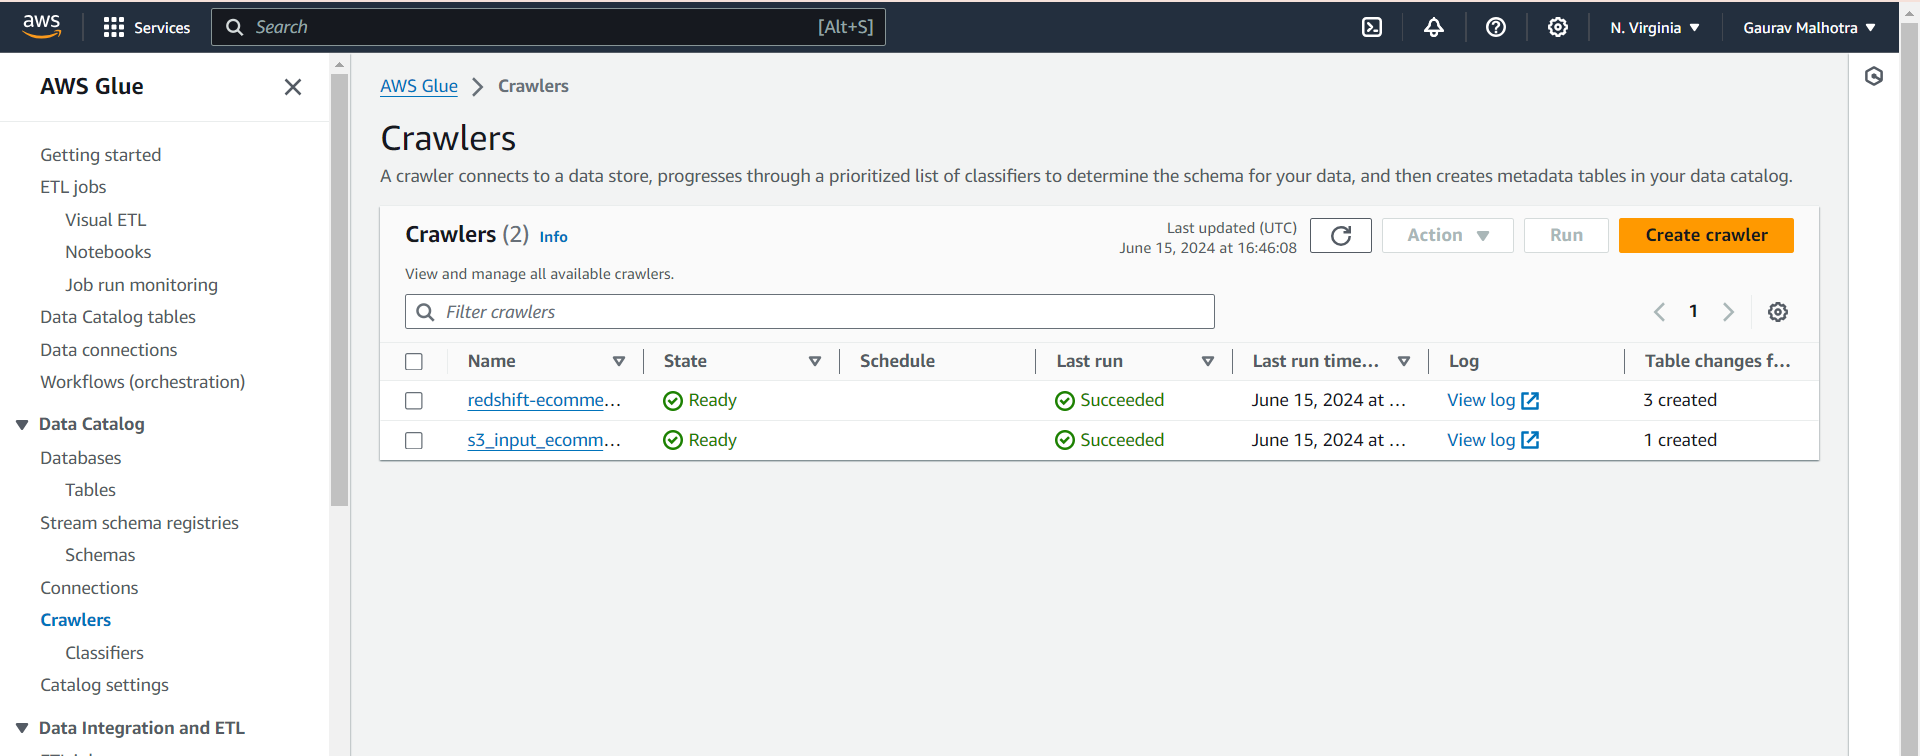 aws
Services
Search [Alt+S]
N. Virginia
Gaurav Malhotra
AWS Glue
Getting started
ETL jobs
Visual ETL
Notebooks
Job run monitoring
Data Catalog tables
Data connections
Workflows (orchestration)
Data Catalog
Databases
Tables
Stream schema registries
Schemas
Connections
Crawlers
Classifiers
Catalog settings
Data Integration and ETL
AWS Glue > Crawlers
Crawlers
A crawler connects to a data store, progresses through a prioritized list of classifiers to determine the schema for your data, and then creates metadata tables in your data catalog.
Crawlers (2) Info
Last updated (UTC)
June 15, 2024 at 16:46:08
Action
Run
Create crawler
View and manage all available crawlers.
Filter crawlers
1
Name State Schedule Last run Last run time... Log Table changes f...
redshift-ecomme... Ready Succeeded June 15, 2024 at ... View log 3 created
s3_input_ecomm... Ready Succeeded June 15, 2024 at ... View log 1 created